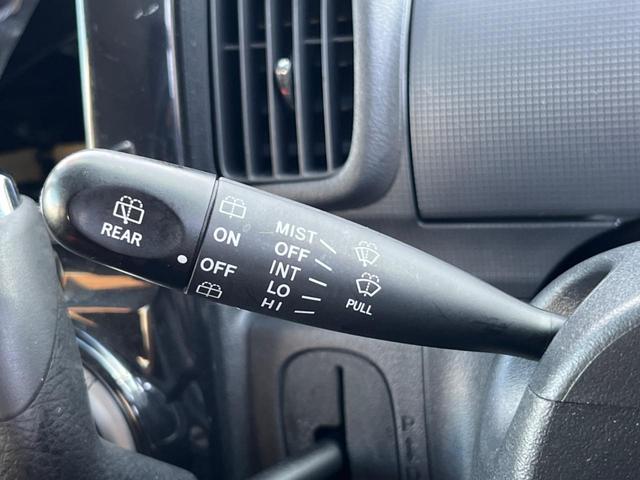 REAR
ON
OFF
MIST
OFF
INT
LO
HI
PULL
P